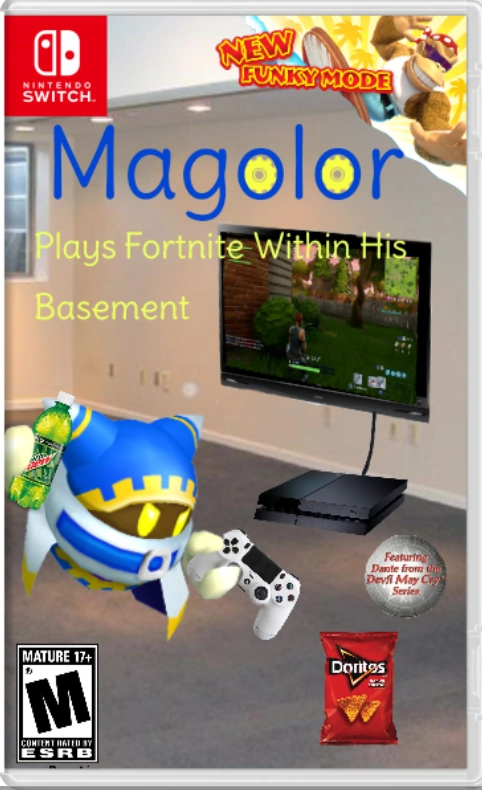 NINTENDO
SWITCH
NEW
FUNKY MODE
Magolor
Plays Fortnite Within His
Basement
Featuring
Dante from the
Devil May Cry
Series
Doritos
MATURE 17+
M
CONTENT RATED BY
ESRB